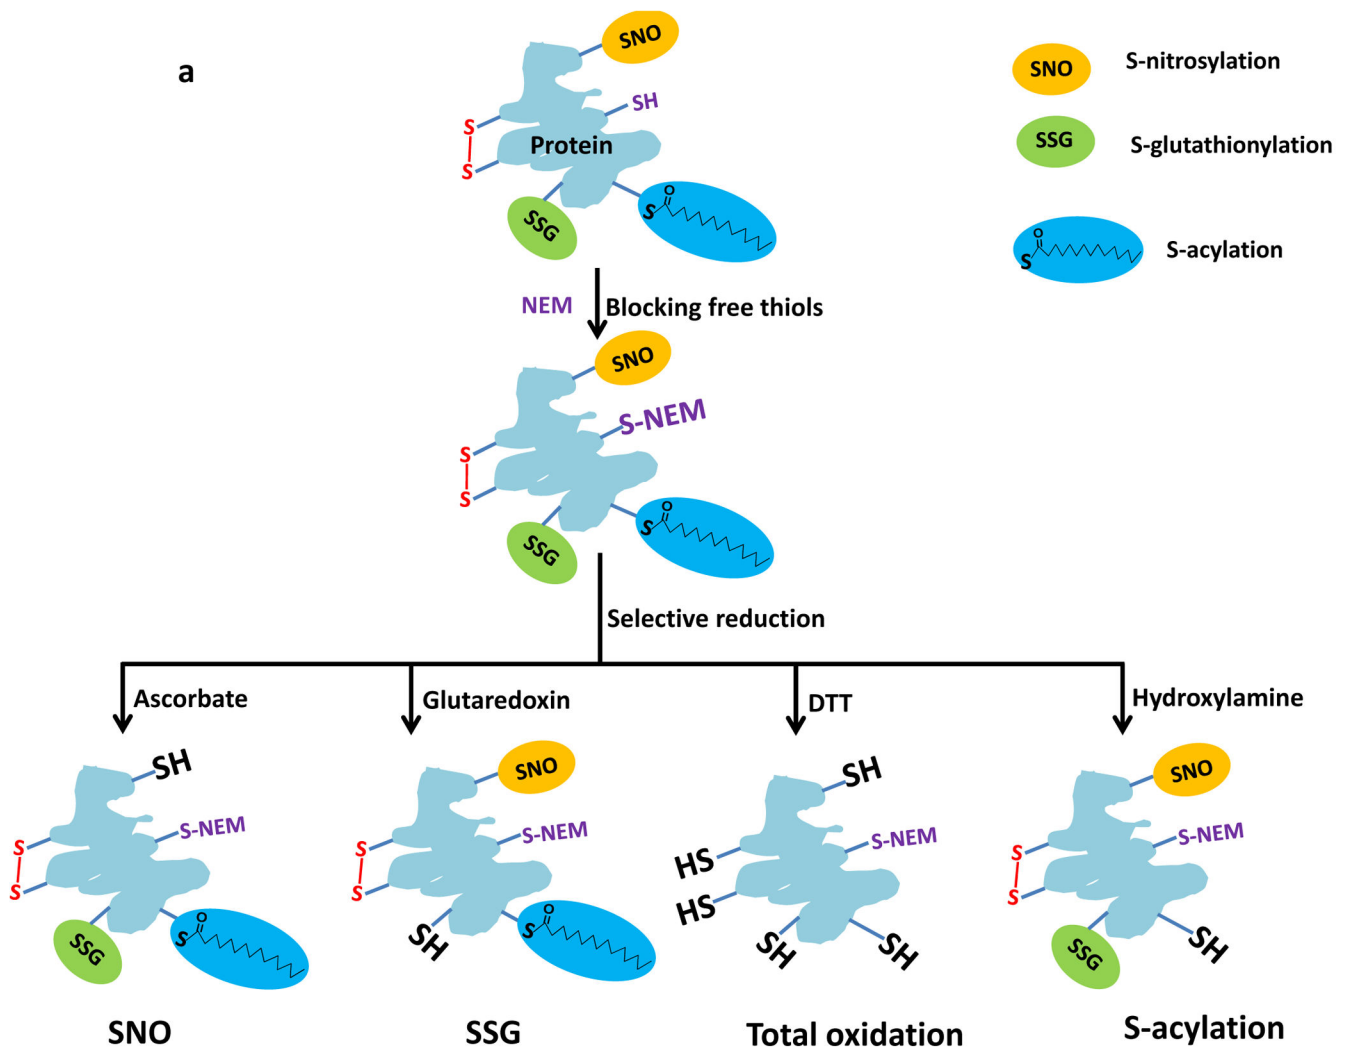 a
SNO
SH
S
S
Protein
SSG
S
O
SNO
S-nitrosylation
SSG
S-glutathionylation
O
S
S-acylation
NEM
Blocking free thiols
SNO
S-NEM
S
S
SSG
S
O
Selective reduction
Ascorbate
Glutaredoxin
DTT
Hydroxylamine
SH
S-NEM
S
S
SSG
S
O
SNO
S-NEM
S
S
SH
S
O
SH
S-NEM
HS
HS
SH
SH
SNO
S-NEM
S
S
SSG
SH
SNO
SSG
Total oxidation
S-acylation